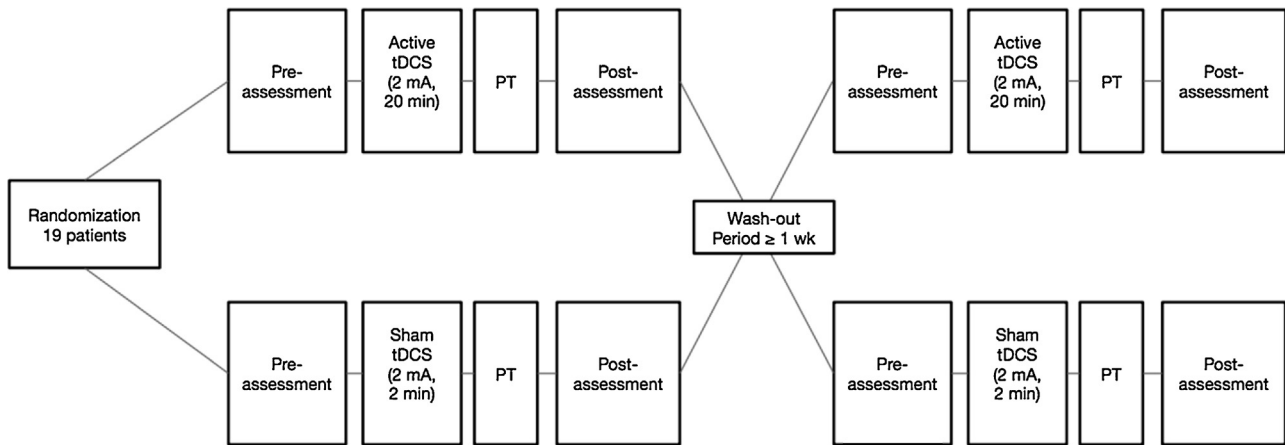 Randomization
19 patients
Pre-
assessment
Active
tDCS
(2 mA,
20 min)
PT
Post-
assessment
Pre-
assessment
Sham
tDCS
(2 mA,
2 min)
PT
Post-
assessment
Wash-out
Period ≥ 1 wk
Pre-
assessment
Active
tDCS
(2 mA,
20 min)
PT
Post-
assessment
Pre-
assessment
Sham
tDCS
(2 mA,
2 min)
PT
Post-
assessment